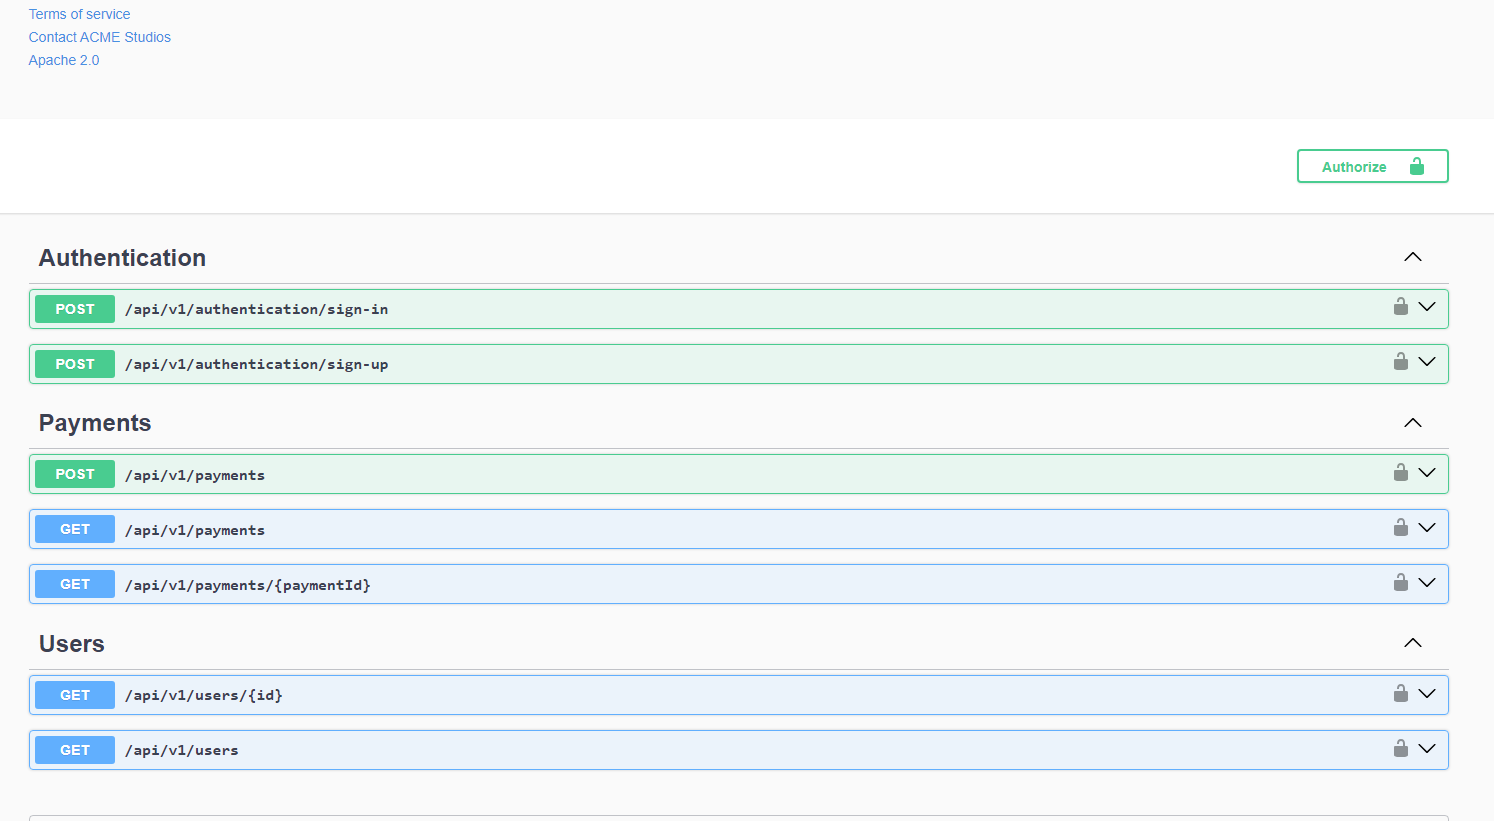 Terms of service
Contact ACME Studios
Apache 2.0
Authorize
Authentication
POST /api/v1/authentication/sign-in
POST /api/v1/authentication/sign-up
Payments
POST /api/v1/payments
GET /api/v1/payments
GET /api/v1/payments/{paymentId}
Users
GET /api/v1/users/{id}
GET /api/v1/users